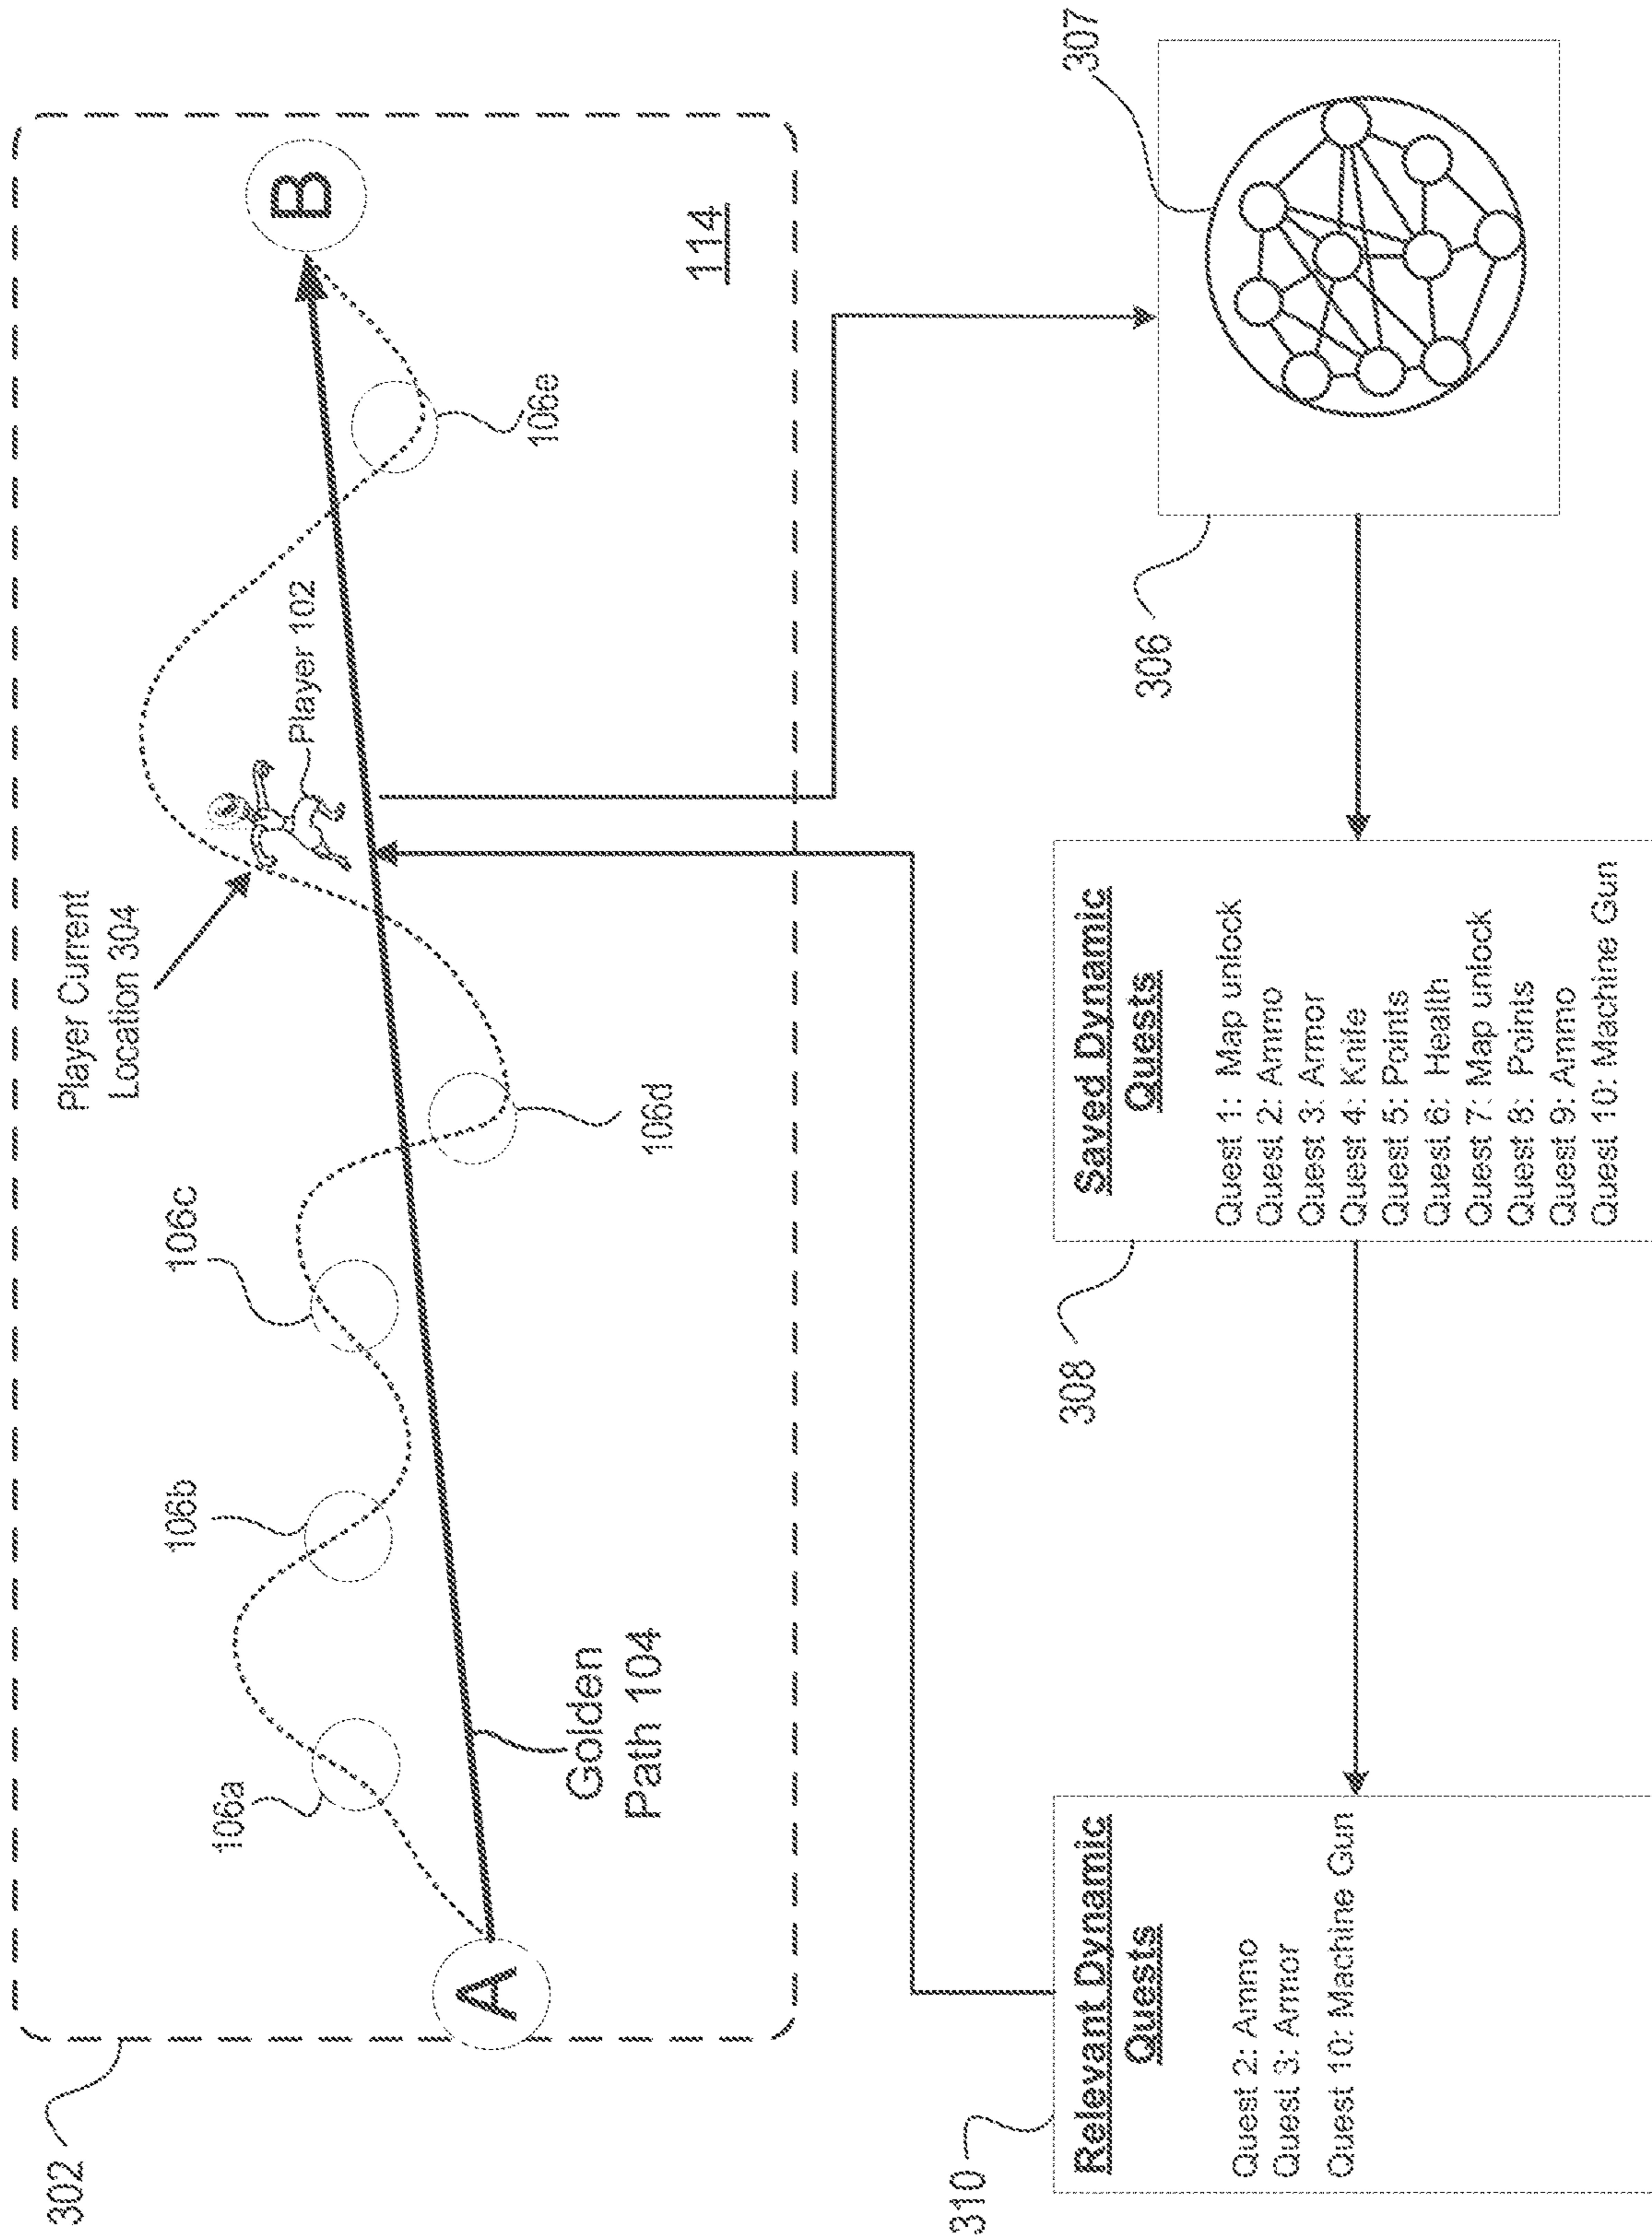 302
Player Current
Location 304
106a
106b
106c
106d
106e
Player 102
A
B
Golden
Path 104
114
310
Relevant Dynamic
Quests
Quest 2: Ammo
Quest 3: Armor
Quest 10: Machine Gun
308
Saved Dynamic
Quests
Quest 1: Map unlock
Quest 2: Ammo
Quest 3: Armor
Quest 4: Knife
Quest 5: Points
Quest 6: Health
Quest 7: Map unlock
Quest 8: Points
Quest 9: Ammo
Quest 10: Machine Gun
306
307